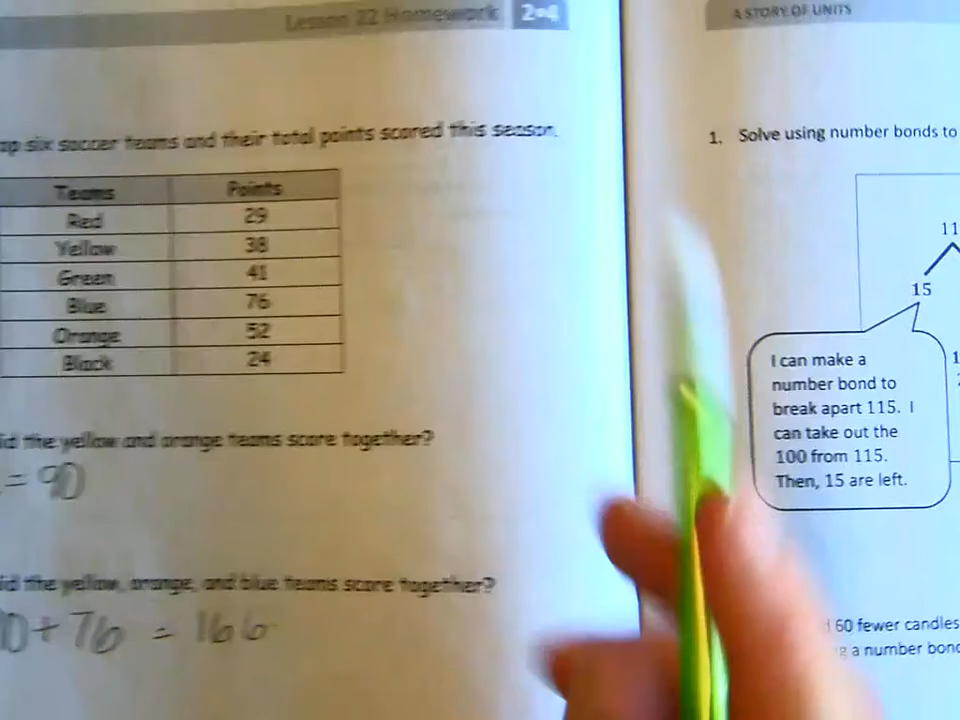 Lesson 22 Homework 2•4
six soccer teams and their total points scored this season.
Teams Points
Red 29
Yellow 38
Green 41
Blue 76
Orange 52
Black 24
the yellow and orange teams score together?
= 90
the yellow, orange, and blue teams score together?
0 + 76 = 166
A STORY OF UNITS
1. Solve using number bonds to
11
15
I can make a
number bond to
break apart 115. I
can take out the
100 from 115.
Then, 15 are left.
60 fewer candles
a number bond